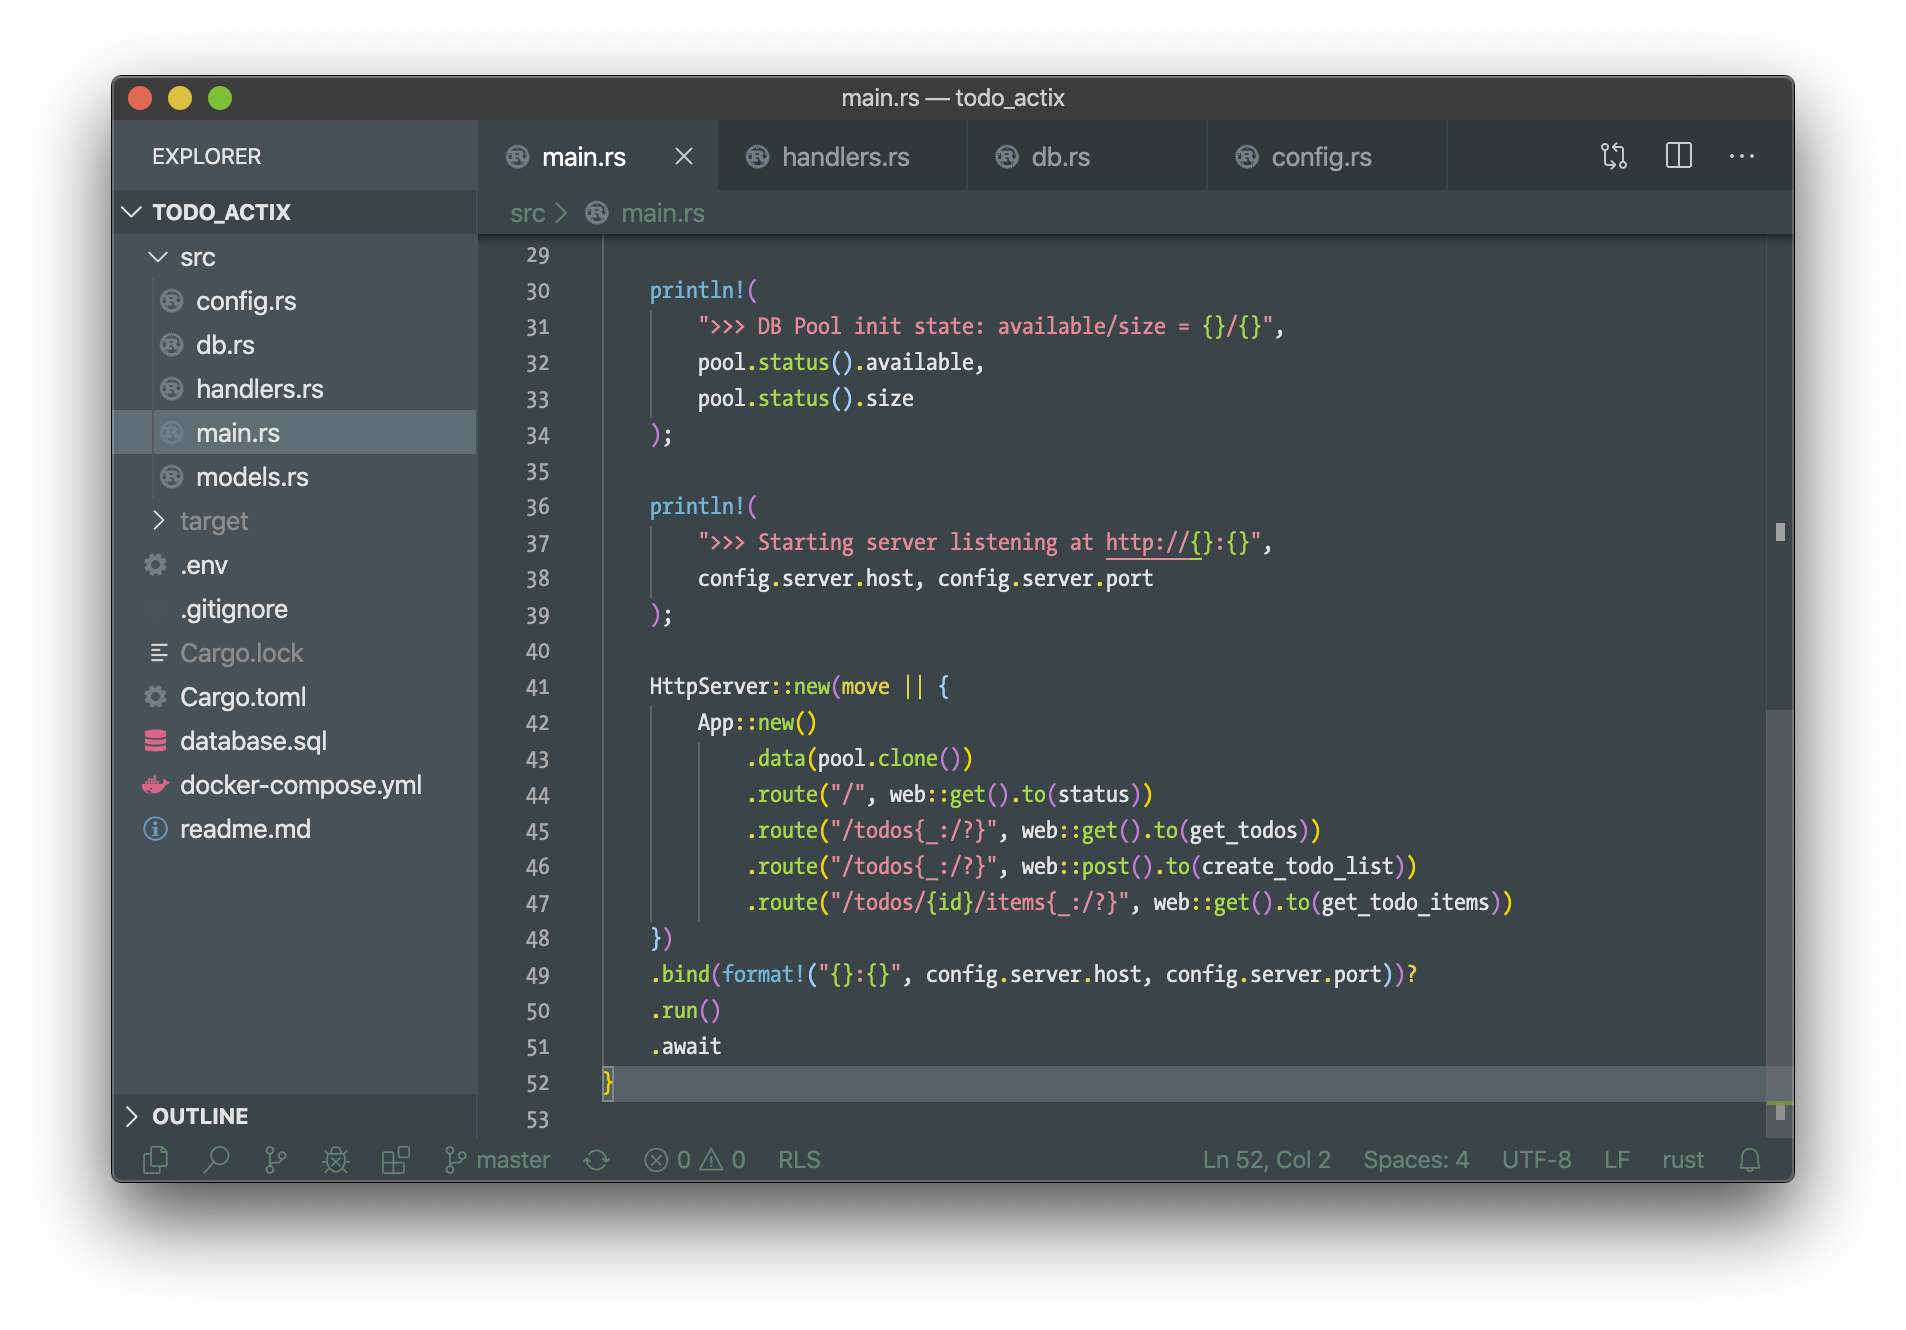 main.rs — todo_actix
EXPLORER
TODO_ACTIX
src
config.rs
db.rs
handlers.rs
main.rs
models.rs
target
.env
.gitignore
Cargo.lock
Cargo.toml
database.sql
docker-compose.yml
readme.md
OUTLINE
main.rs handlers.rs db.rs config.rs
src > main.rs
29
30 println!(
31 ">>> DB Pool init state: available/size = {}/{}",
32 pool.status().available,
33 pool.status().size
34 );
35
36 println!(
37 ">>> Starting server listening at http://{}:{}",
38 config.server.host, config.server.port
39 );
40
41 HttpServer::new(move || {
42 App::new()
43 .data(pool.clone())
44 .route("/", web::get().to(status))
45 .route("/todos{_:/?}", web::get().to(get_todos))
46 .route("/todos{_:/?}", web::post().to(create_todo_list))
47 .route("/todos/{id}/items{_:/?}", web::get().to(get_todo_items))
48 })
49 .bind(format!("{}:{}", config.server.host, config.server.port))?
50 .run()
51 .await
52 }
53
master 0 0 RLS Ln 52, Col 2 Spaces: 4 UTF-8 LF rust